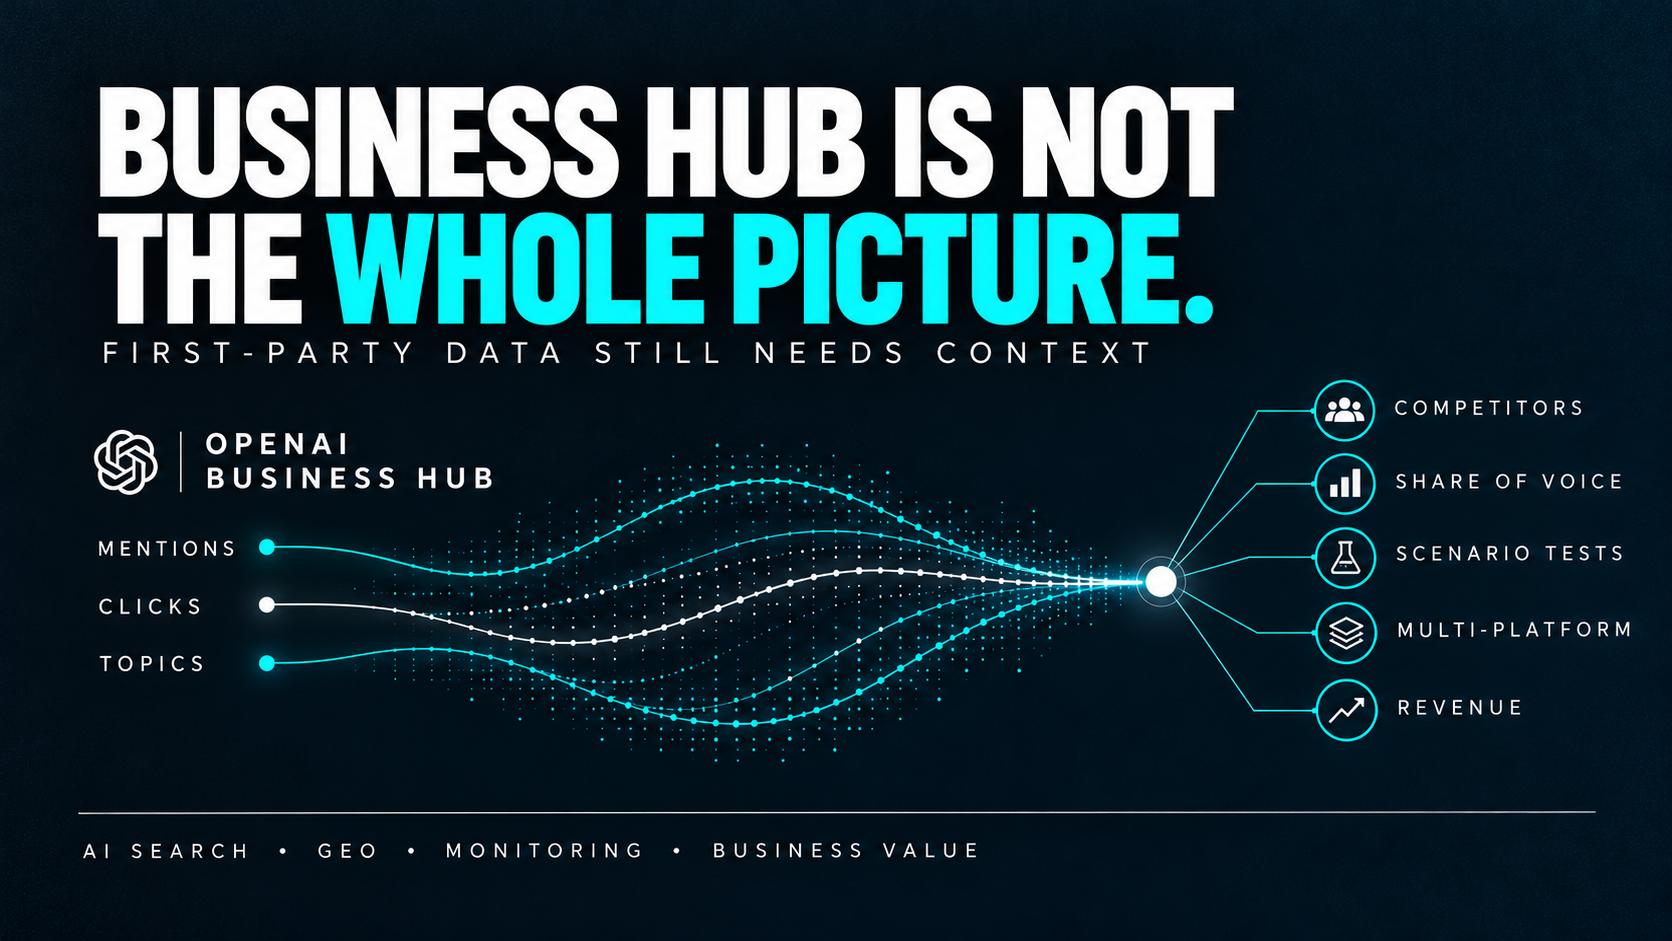 BUSINESS HUB IS NOT
THE WHOLE PICTURE.
FIRST-PARTY DATA STILL NEEDS CONTEXT
OPENAI
BUSINESS HUB
MENTIONS
CLICKS
TOPICS
COMPETITORS
SHARE OF VOICE
SCENARIO TESTS
MULTI-PLATFORM
REVENUE
AI SEARCH • GEO • MONITORING • BUSINESS VALUE